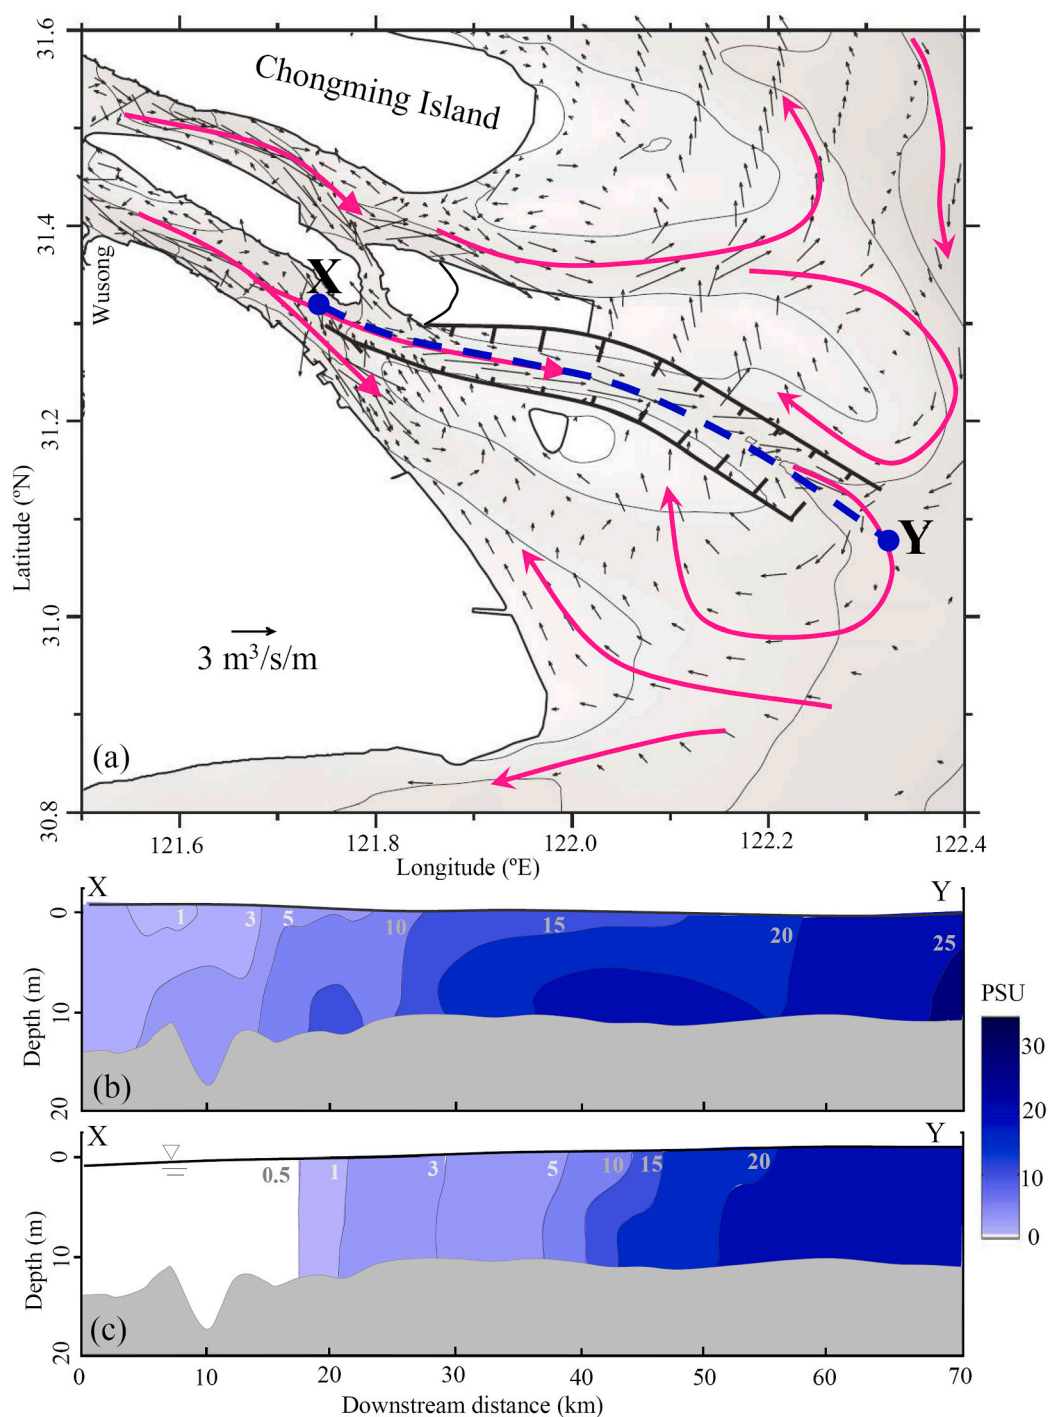 31.6
31.4
31.2
31.0
30.8
Latitude (ºN)
Chongming Island
Wusong
X
Y
3 m³/s/m
(a)
121.6
121.8
122.0
122.2
122.4
Longitude (ºE)
X
Y
0
10
20
Depth (m)
1
3
5
10
15
20
25
(b)
PSU
30
20
10
0
X
Y
0
10
20
Depth (m)
0.5
1
3
5
10
15
20
(c)
0
10
20
30
40
50
60
70
Downstream distance (km)